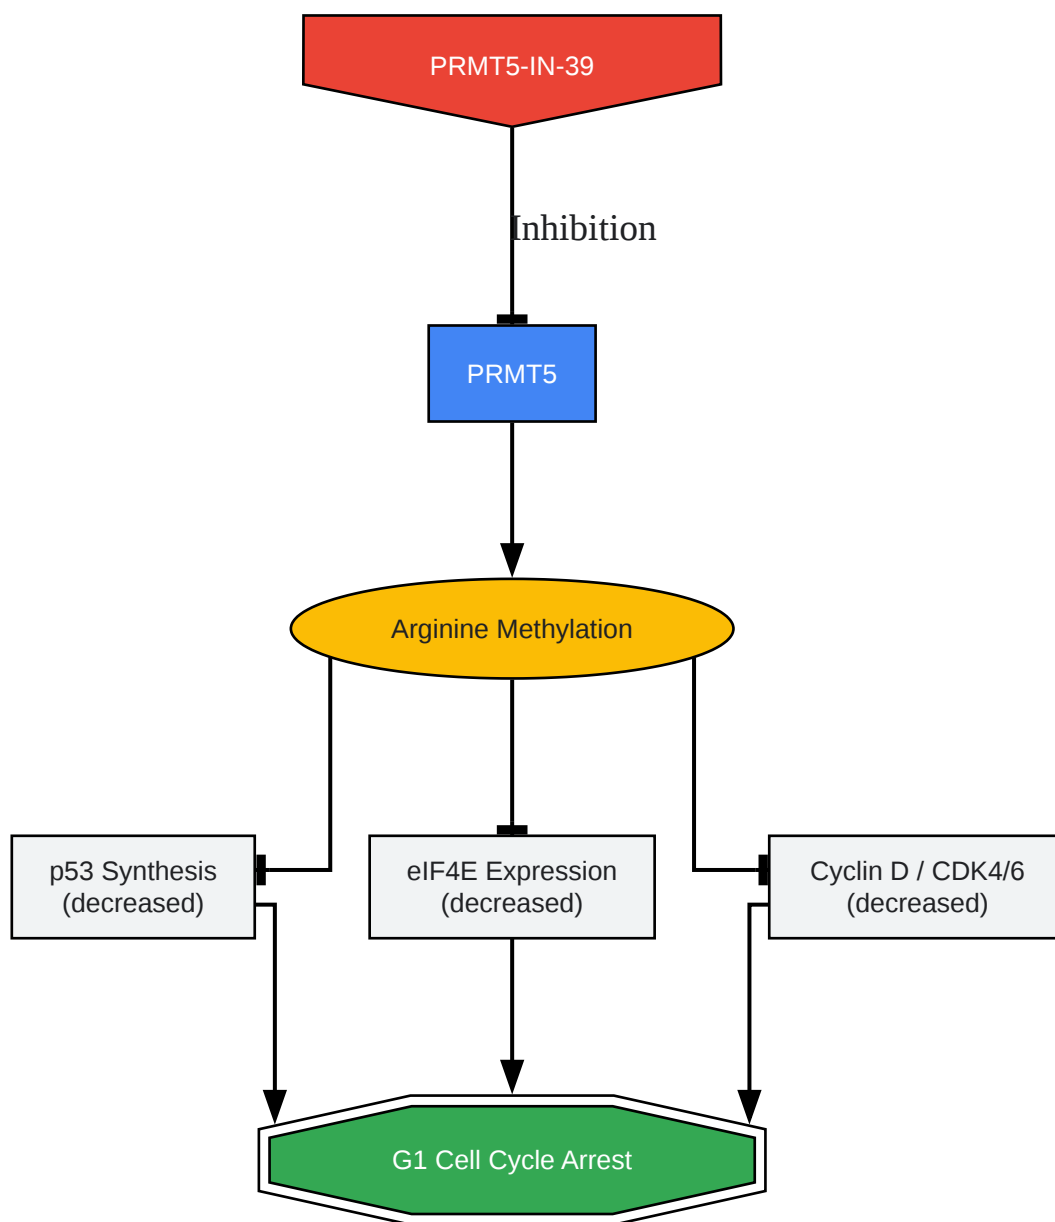 PRMT5-IN-39
Inhibition
PRMT5
Arginine Methylation
p53 Synthesis
(decreased)
eIF4E Expression
(decreased)
Cyclin D / CDK4/6
(decreased)
G1 Cell Cycle Arrest